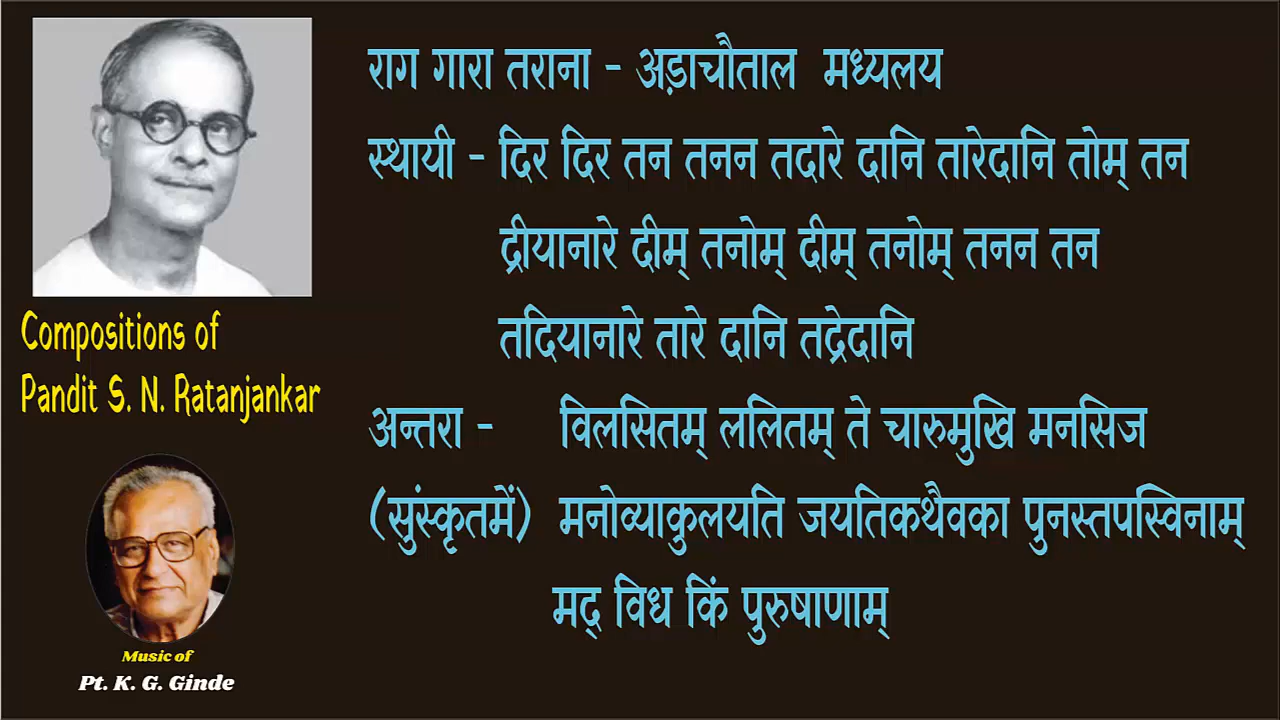 राग गारा तराना - अड़ाचौताल मध्यलय
स्थायी - दिर दिर तन तनन तदारे दानि तारेदानि तोम् तन
द्रीयानारे दीम् तनोम् दीम् तनोम् तनन तन
तदियानारे तारे दानि तद्रेदानि
अन्तरा - विलसितम् ललितम् ते चारुमुखि मनसिज
(सुंस्कृतमें) मनोव्याकुलयति जयतिकथैवका पुनस्तपस्विनाम्
मद् विध किं पुरुषाणाम्
Compositions of
Pandit S. N. Ratanjankar
Music of
Pt. K. G. Ginde